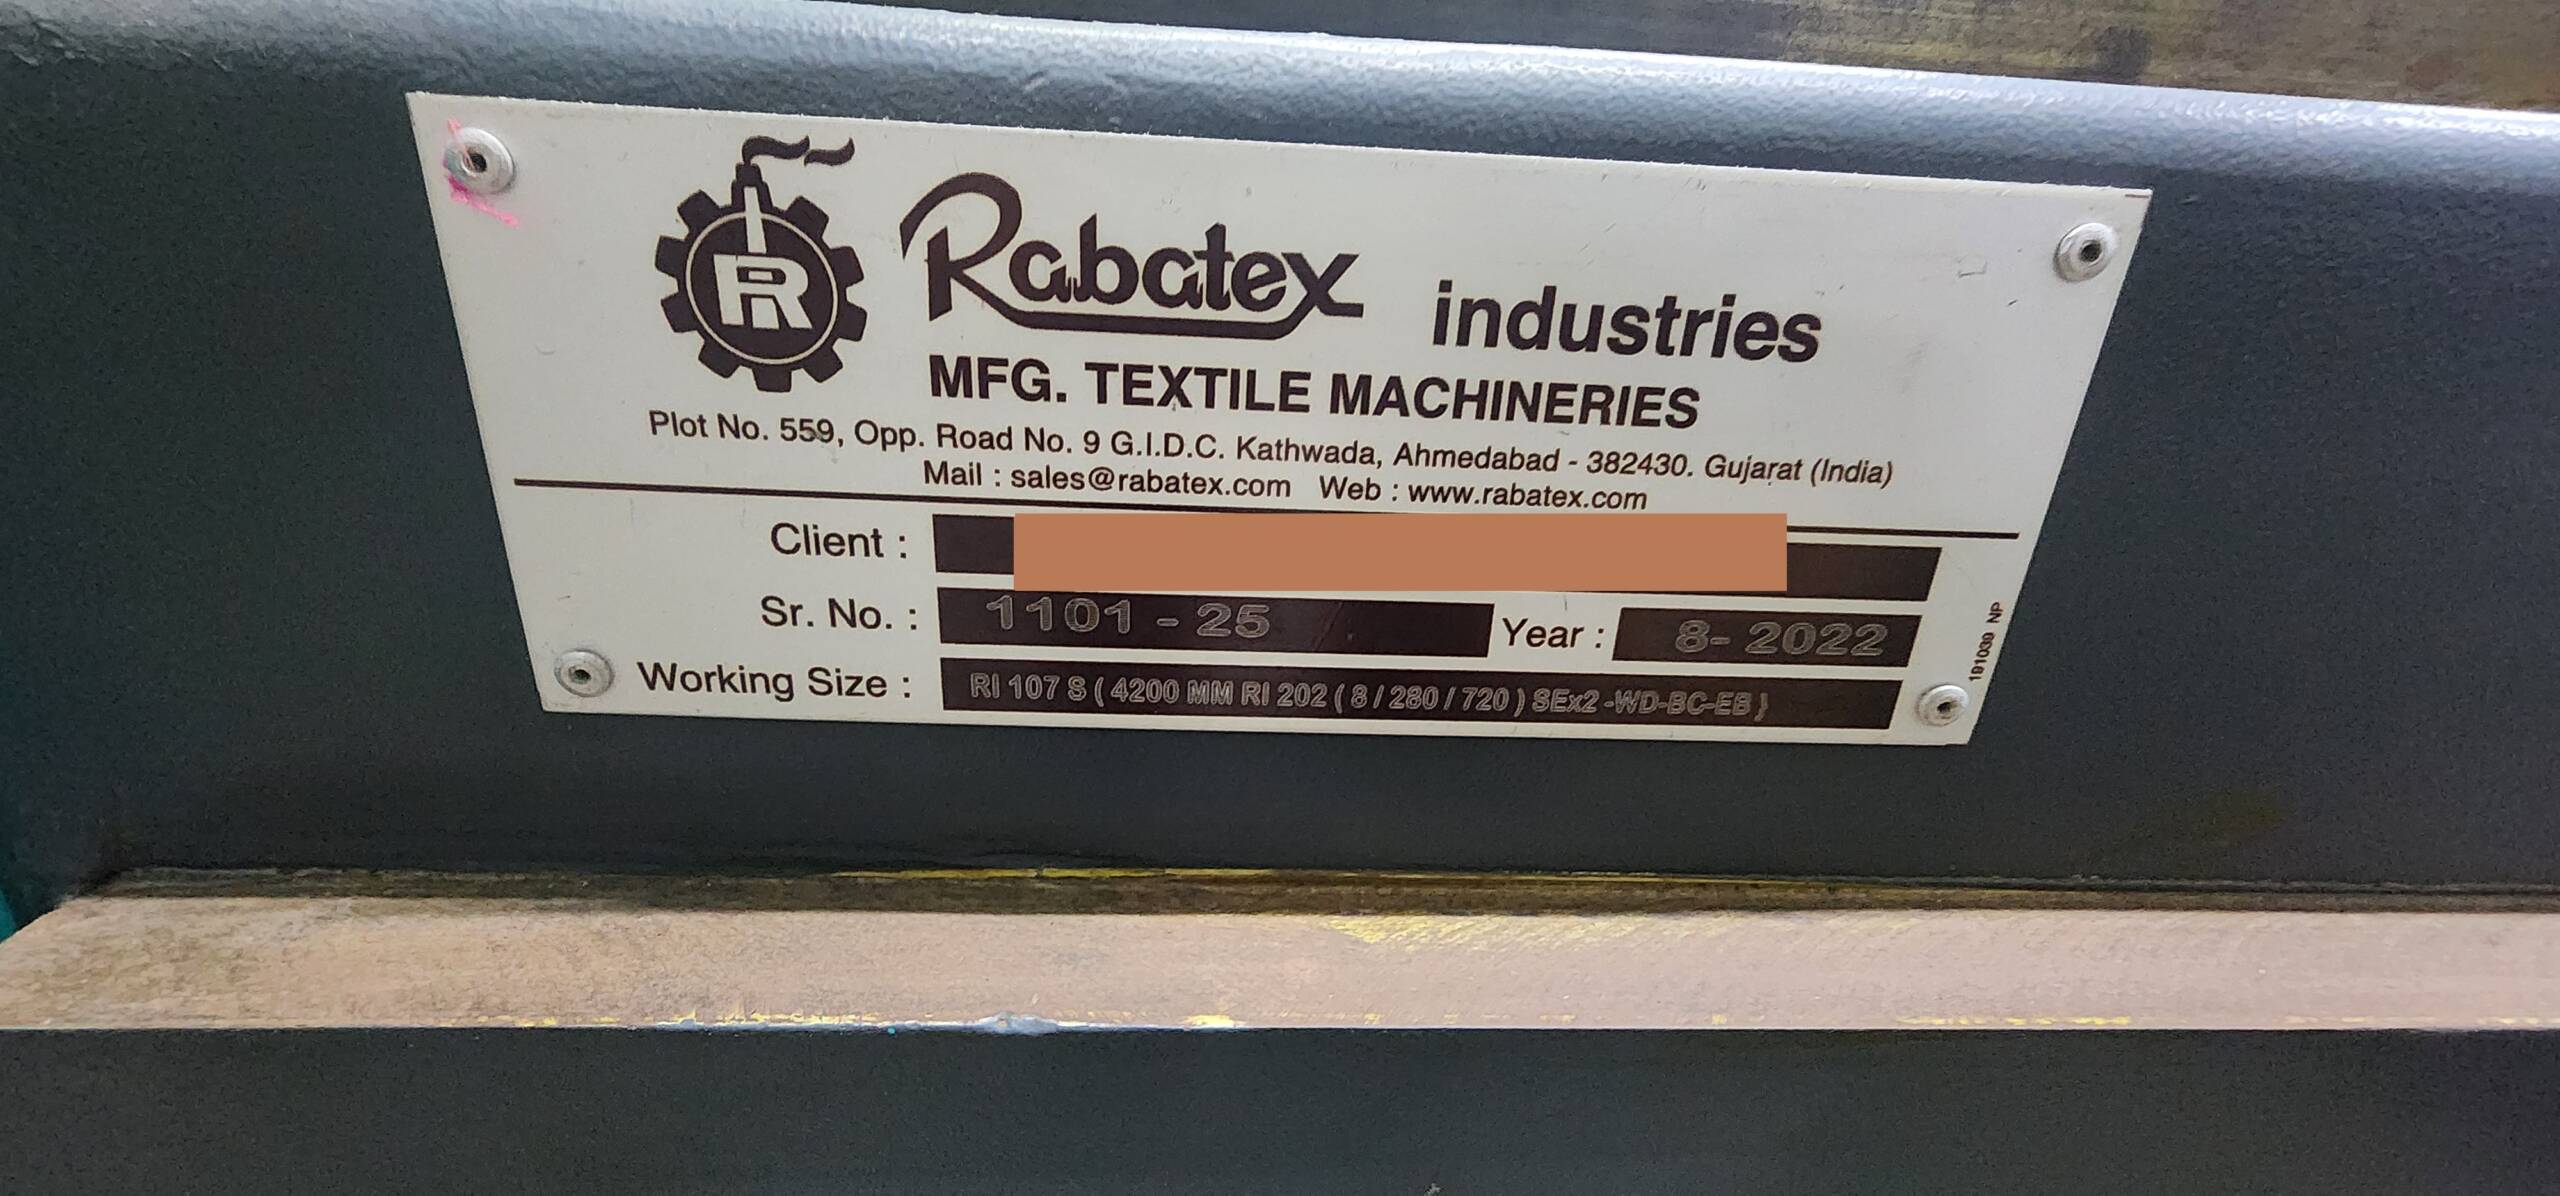 R
Rabatex industries
MFG. TEXTILE MACHINERIES
Plot No. 559, Opp. Road No. 9 G.I.D.C. Kathwada, Ahmedabad - 382430. Gujarat (India)
Mail : sales@rabatex.com Web : www.rabatex.com
Client :
Sr. No. : 1101 - 25 Year : 8- 2022
Working Size : RI 107 S ( 4200 MM RI 202 ( 8 / 280 / 720 ) SEx2 -WD-BC-EB )
191039 NP